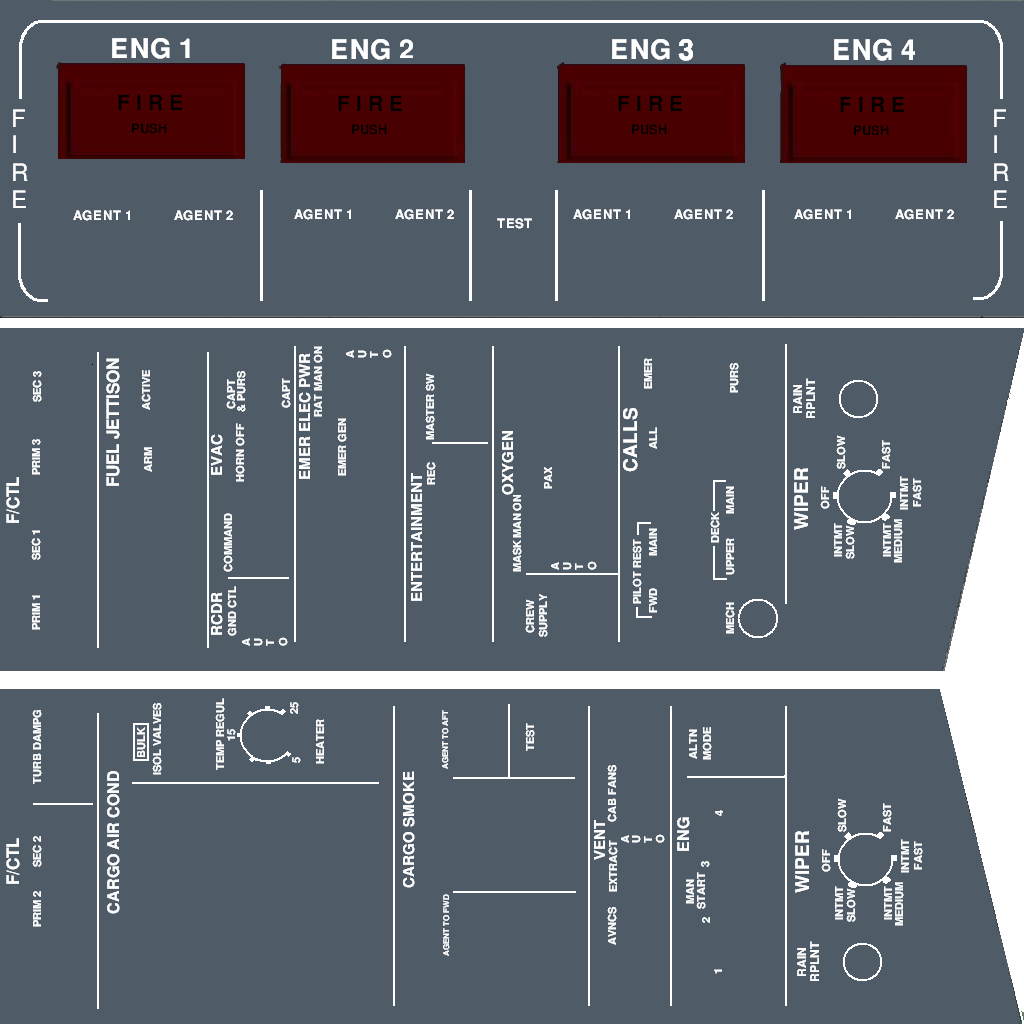 ENG 1
ENG 2
ENG 3
ENG 4
FIRE
FIRE
PUSH
FIRE
PUSH
FIRE
PUSH
FIRE
PUSH
FIRE
AGENT 1
AGENT 2
AGENT 1
AGENT 2
TEST
AGENT 1
AGENT 2
AGENT 1
AGENT 2
F/CTL
PRIM 1
SEC 1
PRIM 3
SEC 3
FUEL JETTISON
ARM
ACTIVE
RCDR
GND CTL
AUTO
EVAC
COMMAND
HORN OFF
CAPT
& PURS
CAPT
EMER ELEC PWR
RAT MAN ON
EMER GEN
AUTO
ENTERTAINMENT
REC
MASTER SW
OXYGEN
MASK MAN ON
PAX
CREW
SUPPLY
AUTO
CALLS
PILOT REST
FWD
MAIN
ALL
EMER
DECK
UPPER
MAIN
MECH
PURS
WIPER
RAIN
RPLNT
OFF
SLOW
FAST
INTMT
SLOW
INTMT
MEDIUM
INTMT
FAST
F/CTL
PRIM 2
SEC 2
TURB DAMPG
CARGO AIR COND
BULK
ISOL VALVES
TEMP REGUL
15
25
5
HEATER
CARGO SMOKE
AGENT TO FWD
AGENT TO AFT
TEST
VENT
AVNCS
EXTRACT
CAB FANS
AUTO
ENG
MAN
START
1
2
3
4
ALTN
MODE
WIPER
RAIN
RPLNT
OFF
SLOW
FAST
INTMT
SLOW
INTMT
MEDIUM
INTMT
FAST